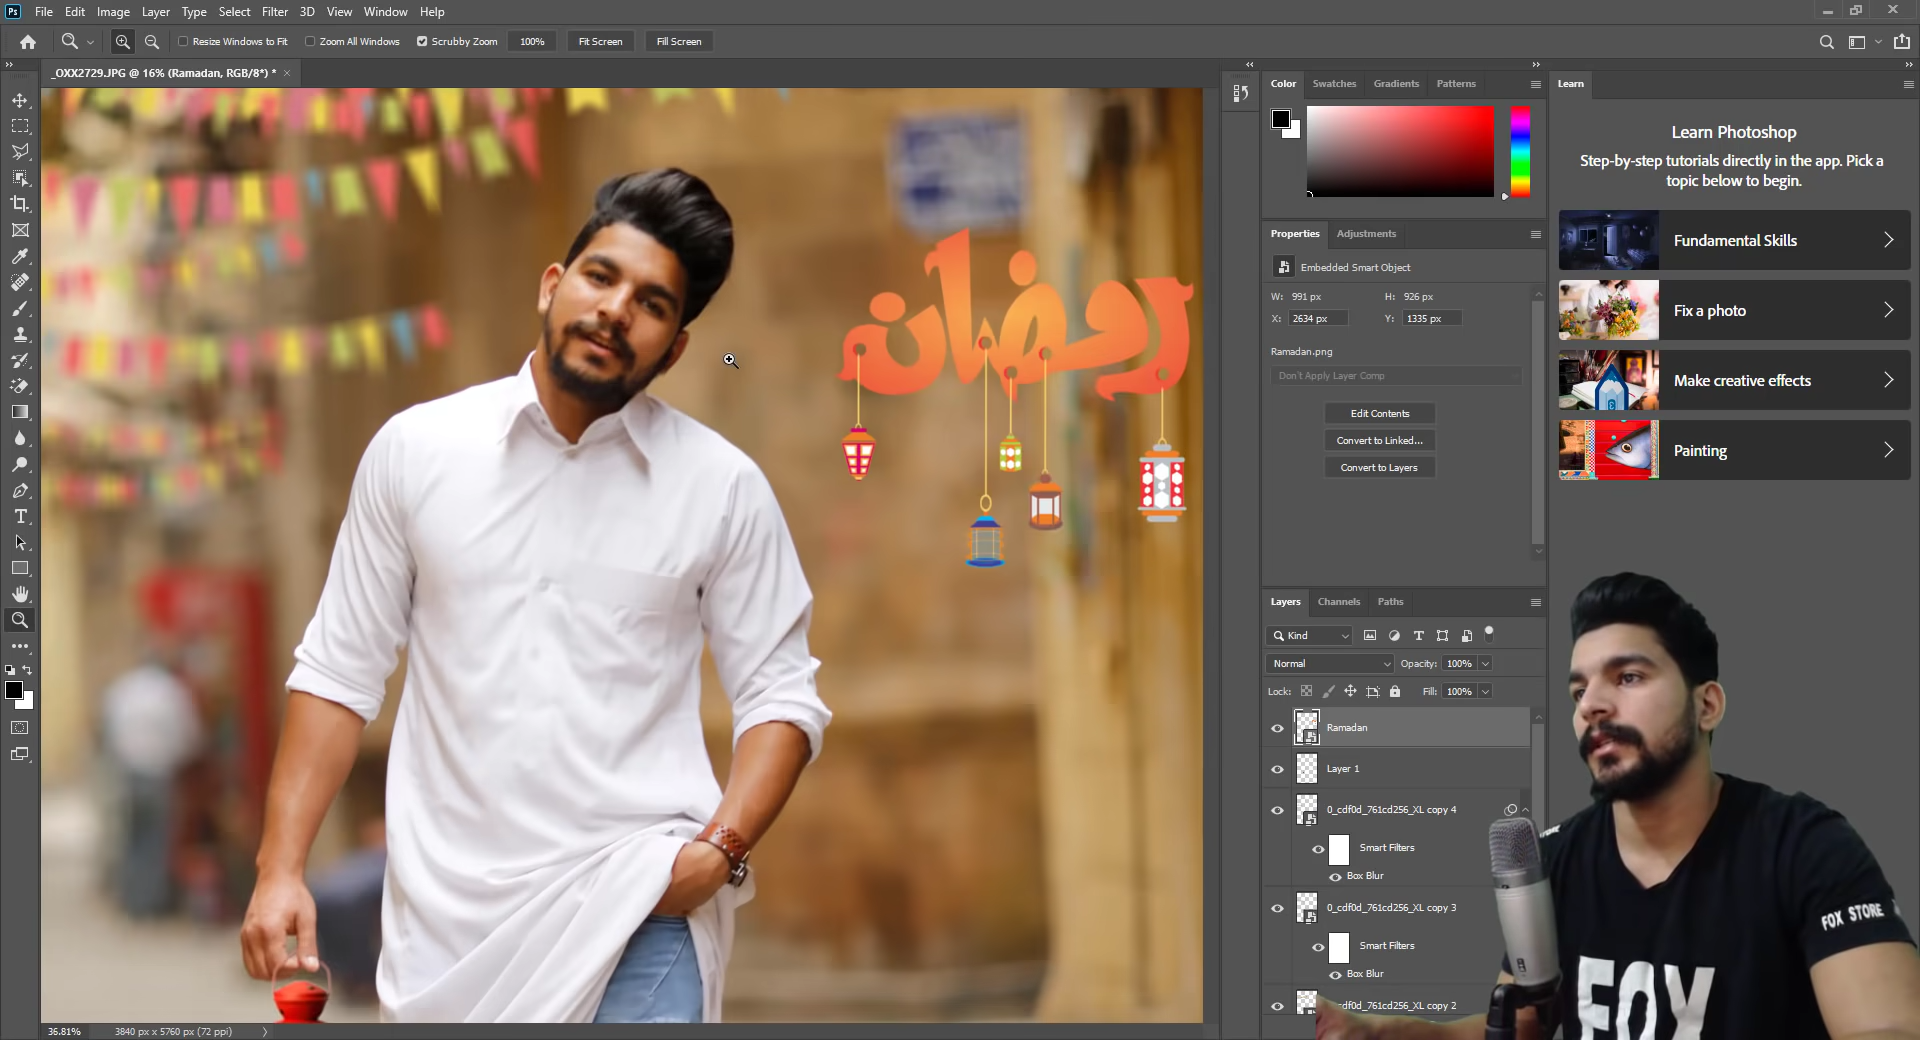 Ps File Edit Image Layer Type Select Filter 3D View Window Help
Resize Windows to Fit Zoom All Windows Scrubby Zoom 100% Fit Screen Fill Screen
_OXX2729.JPG @ 16% (Ramadan, RGB/8*) *
Color Swatches Gradients Patterns
Learn
Learn Photoshop
Step-by-step tutorials directly in the app. Pick a
topic below to begin.
Fundamental Skills
Fix a photo
Make creative effects
Painting
رمضانه
Properties Adjustments
Embedded Smart Object
W: 991 px H: 926 px
X: 2634 px Y: 1335 px
Ramadan.png
Don't Apply Layer Comp
Edit Contents
Convert to Linked...
Convert to Layers
Layers Channels Paths
Kind
Normal Opacity: 100%
Lock: Fill: 100%
Ramadan
Layer 1
0_cdf0d_761cd256_XL copy 4
Smart Filters
Box Blur
0_cdf0d_761cd256_XL copy 3
Smart Filters
Box Blur
_cdf0d_761cd256_XL copy 2
FOX STORE
FOX
36.81% 3840 px x 5760 px (72 ppi)